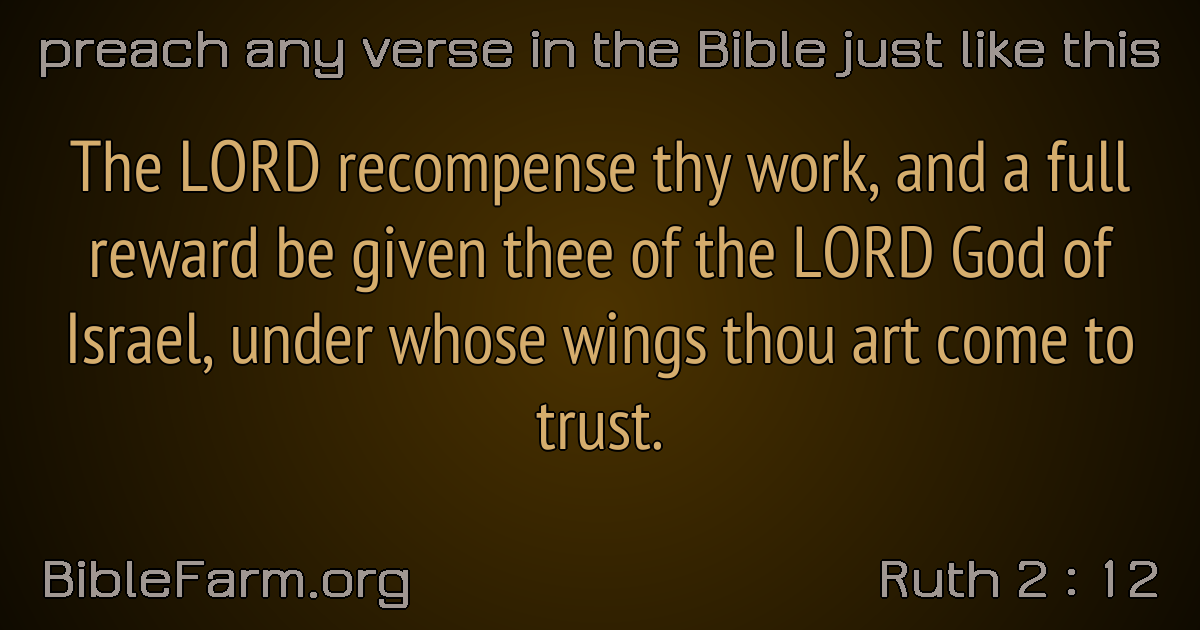 preach any verse in the Bible just like this
The LORD recompense thy work, and a full
reward be given thee of the LORD God of
Israel, under whose wings thou art come to
trust.
BibleFarm.org
Ruth 2 : 12